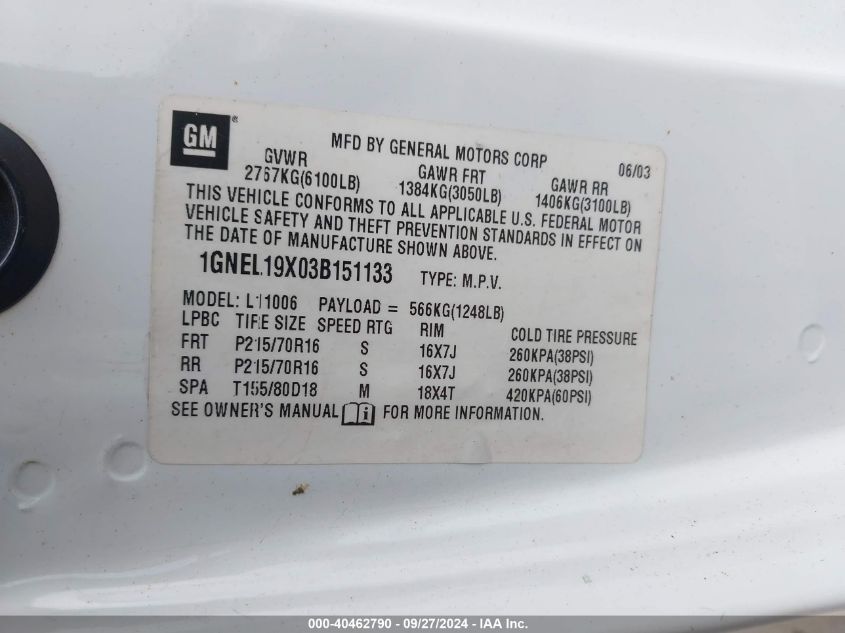 GM®
MFD BY GENERAL MOTORS CORP 06/03
GVWR GAWR FRT GAWR RR
2767KG(6100LB) 1384KG(3050LB) 1406KG(3100LB)
THIS VEHICLE CONFORMS TO ALL APPLICABLE U.S. FEDERAL MOTOR
VEHICLE SAFETY AND THEFT PREVENTION STANDARDS IN EFFECT ON
THE DATE OF MANUFACTURE SHOWN ABOVE.
1GNEL19X03B151133 TYPE: M.P.V.
MODEL: L11006 PAYLOAD = 566KG(1248LB)
LPBC TIRE SIZE SPEED RTG RIM COLD TIRE PRESSURE
FRT P215/70R16 S 16X7J 260KPA(38PSI)
RR P215/70R16 S 16X7J 260KPA(38PSI)
SPA T155/80D18 M 18X4T 420KPA(60PSI)
SEE OWNER'S MANUAL i FOR MORE INFORMATION.
000-40462790 - 09/27/2024 - IAA Inc.